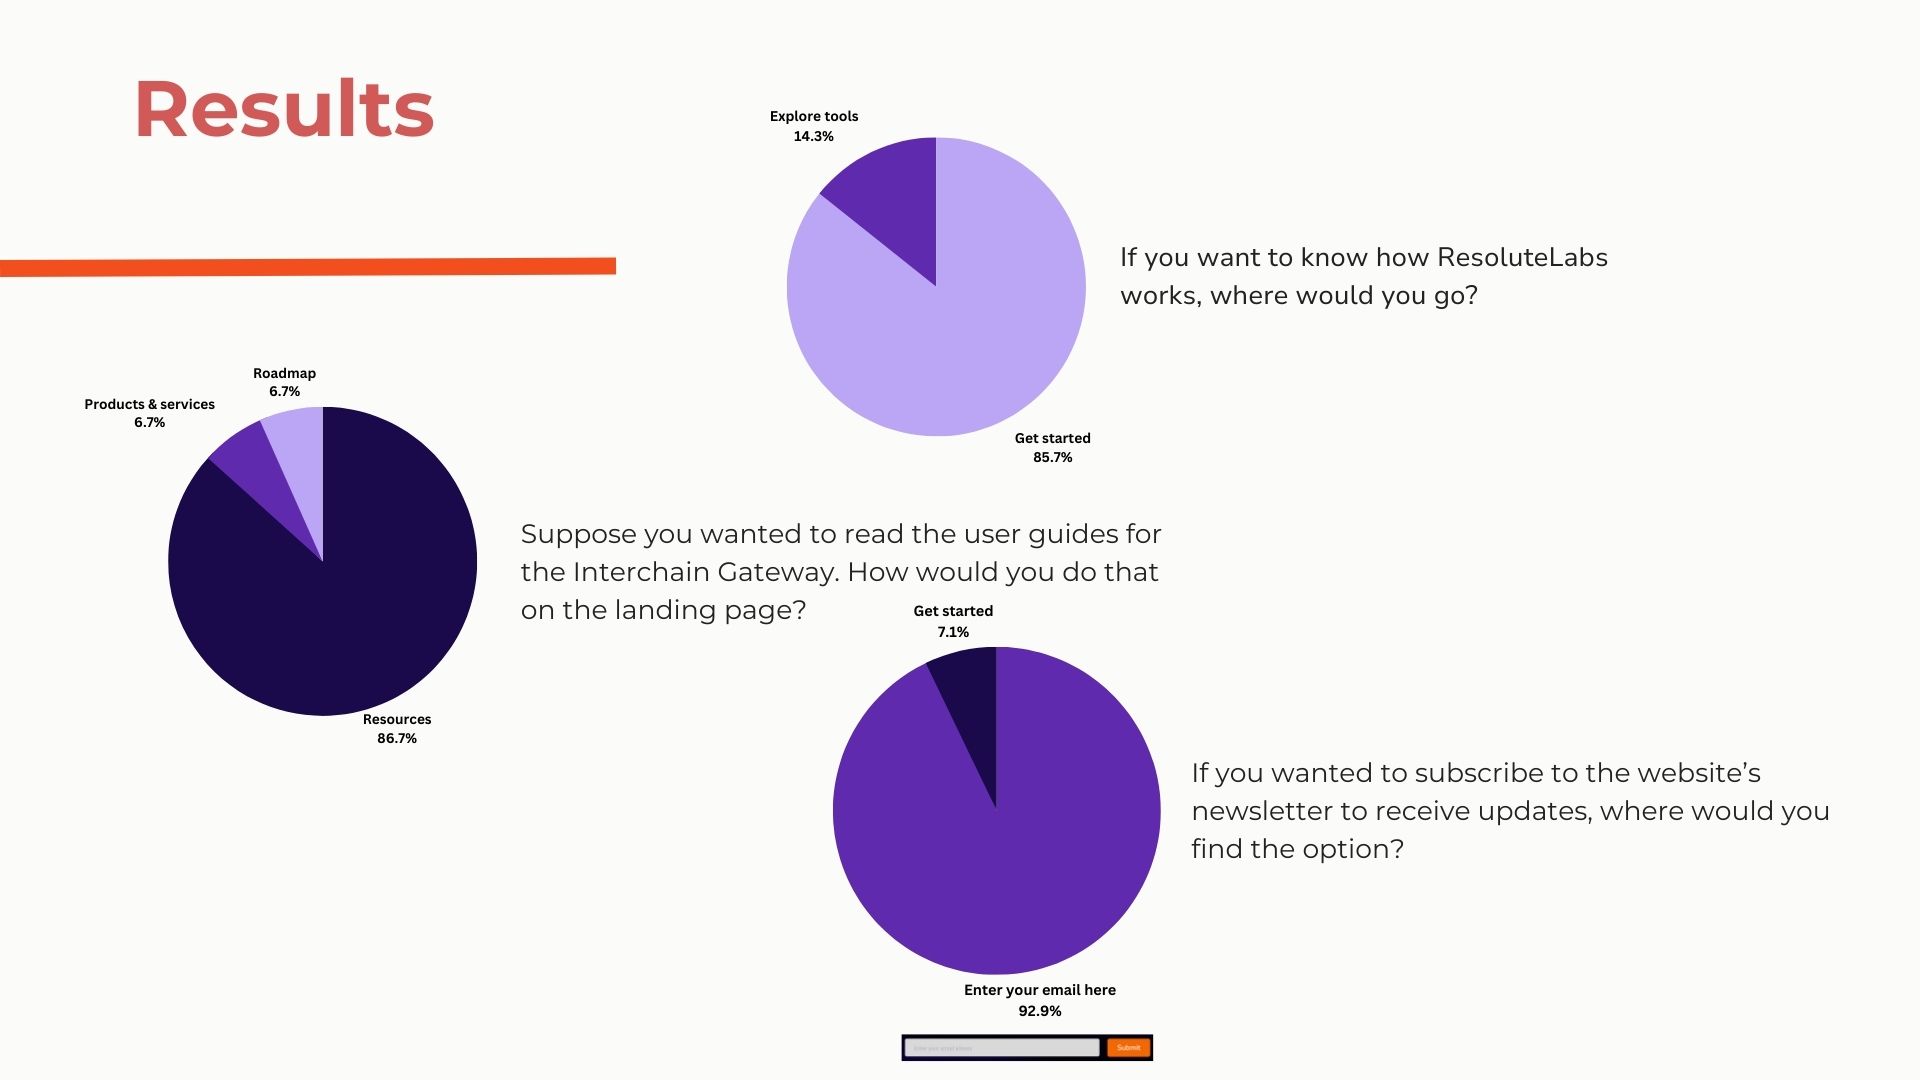 Results
Explore tools
14.3%
If you want to know how ResoluteLabs
works, where would you go?
Get started
85.7%
Roadmap
6.7%
Products & services
6.7%
Resources
86.7%
Suppose you wanted to read the user guides for
the Interchain Gateway. How would you do that
on the landing page?
Get started
7.1%
If you wanted to subscribe to the website’s
newsletter to receive updates, where would you
find the option?
Enter your email here
92.9%
Submit